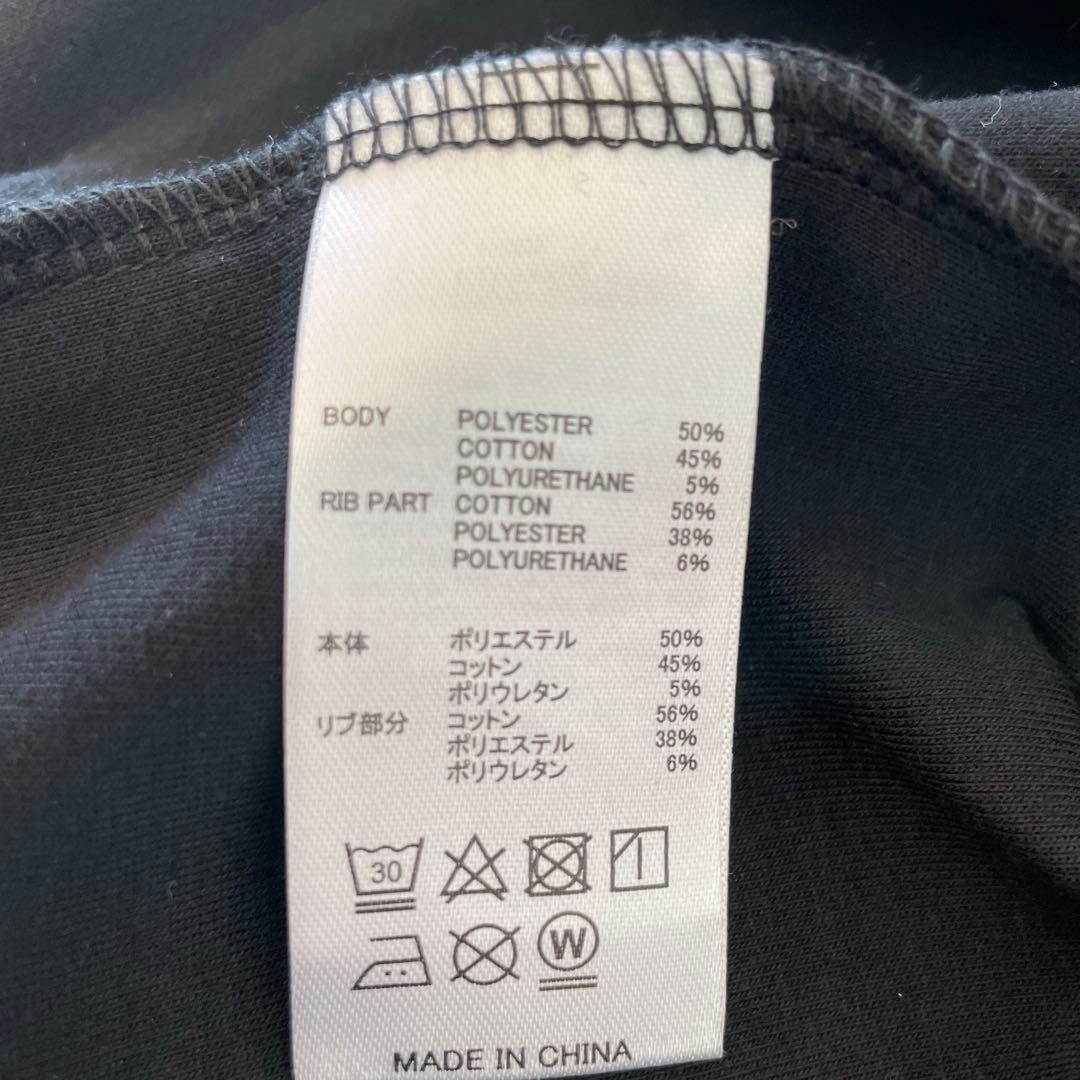 BODY POLYESTER 50%
COTTON 45%
POLYURETHANE 5%
RIB PART COTTON 56%
POLYESTER 38%
POLYURETHANE 6%
本体 ポリエステル 50%
コットン 45%
ポリウレタン 5%
リブ部分 コットン 56%
ポリエステル 38%
ポリウレタン 6%
30
W
MADE IN CHINA